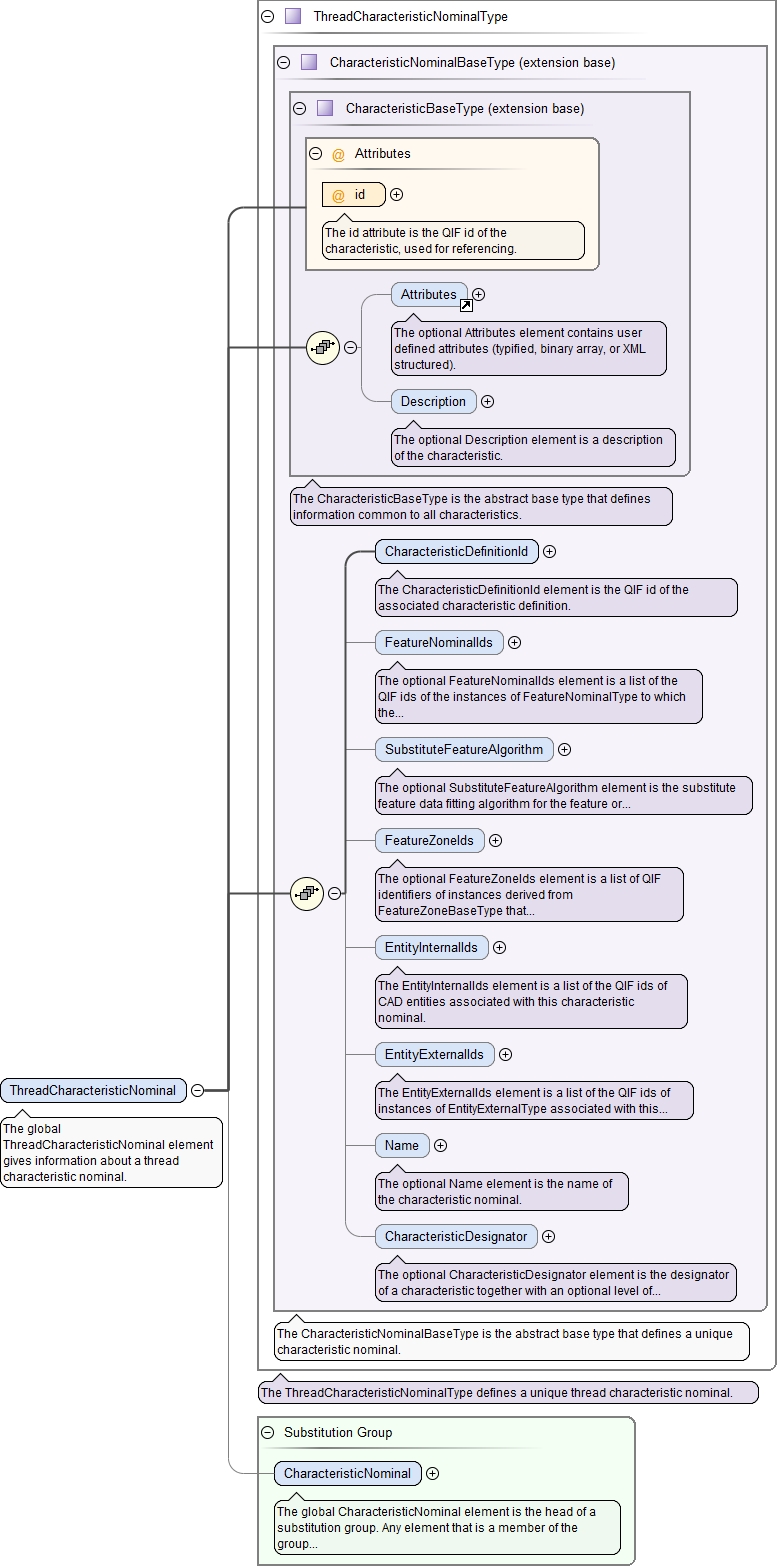 ThreadCharacteristicNominalType
CharacteristicNominalBaseType (extension base)
CharacteristicBaseType (extension base)
@ Attributes
@ id
The id attribute is the QIF id of the
characteristic, used for referencing.
Attributes
The optional Attributes element contains user
defined attributes (typified, binary array, or XML
structured).
Description
The optional Description element is a description
of the characteristic.
The CharacteristicBaseType is the abstract base type that defines
information common to all characteristics.
CharacteristicDefinitionId
The CharacteristicDefinitionId element is the QIF id of the
associated characteristic definition.
FeatureNominalIds
The optional FeatureNominalIds element is a list of the
QIF ids of the instances of FeatureNominalType to which
the...
SubstituteFeatureAlgorithm
The optional SubstituteFeatureAlgorithm element is the substitute
feature data fitting algorithm for the feature or...
FeatureZoneIds
The optional FeatureZoneIds element is a list of QIF
identifiers of instances derived from
FeatureZoneBaseType that...
EntityInternalIds
The EntityInternalIds element is a list of the QIF ids of
CAD entities associated with this characteristic
nominal.
EntityExternalIds
The EntityExternalIds element is a list of the QIF ids of
instances of EntityExternalType associated with this...
Name
The optional Name element is the name of
the characteristic nominal.
CharacteristicDesignator
The optional CharacteristicDesignator element is the designator
of a characteristic together with an optional level of...
The CharacteristicNominalBaseType is the abstract base type that defines a unique
characteristic nominal.
The ThreadCharacteristicNominalType defines a unique thread characteristic nominal.
ThreadCharacteristicNominal
The global
ThreadCharacteristicNominal element
gives information about a thread
characteristic nominal.
Substitution Group
CharacteristicNominal
The global CharacteristicNominal element is the head of a
substitution group. Any element that is a member of the
group...